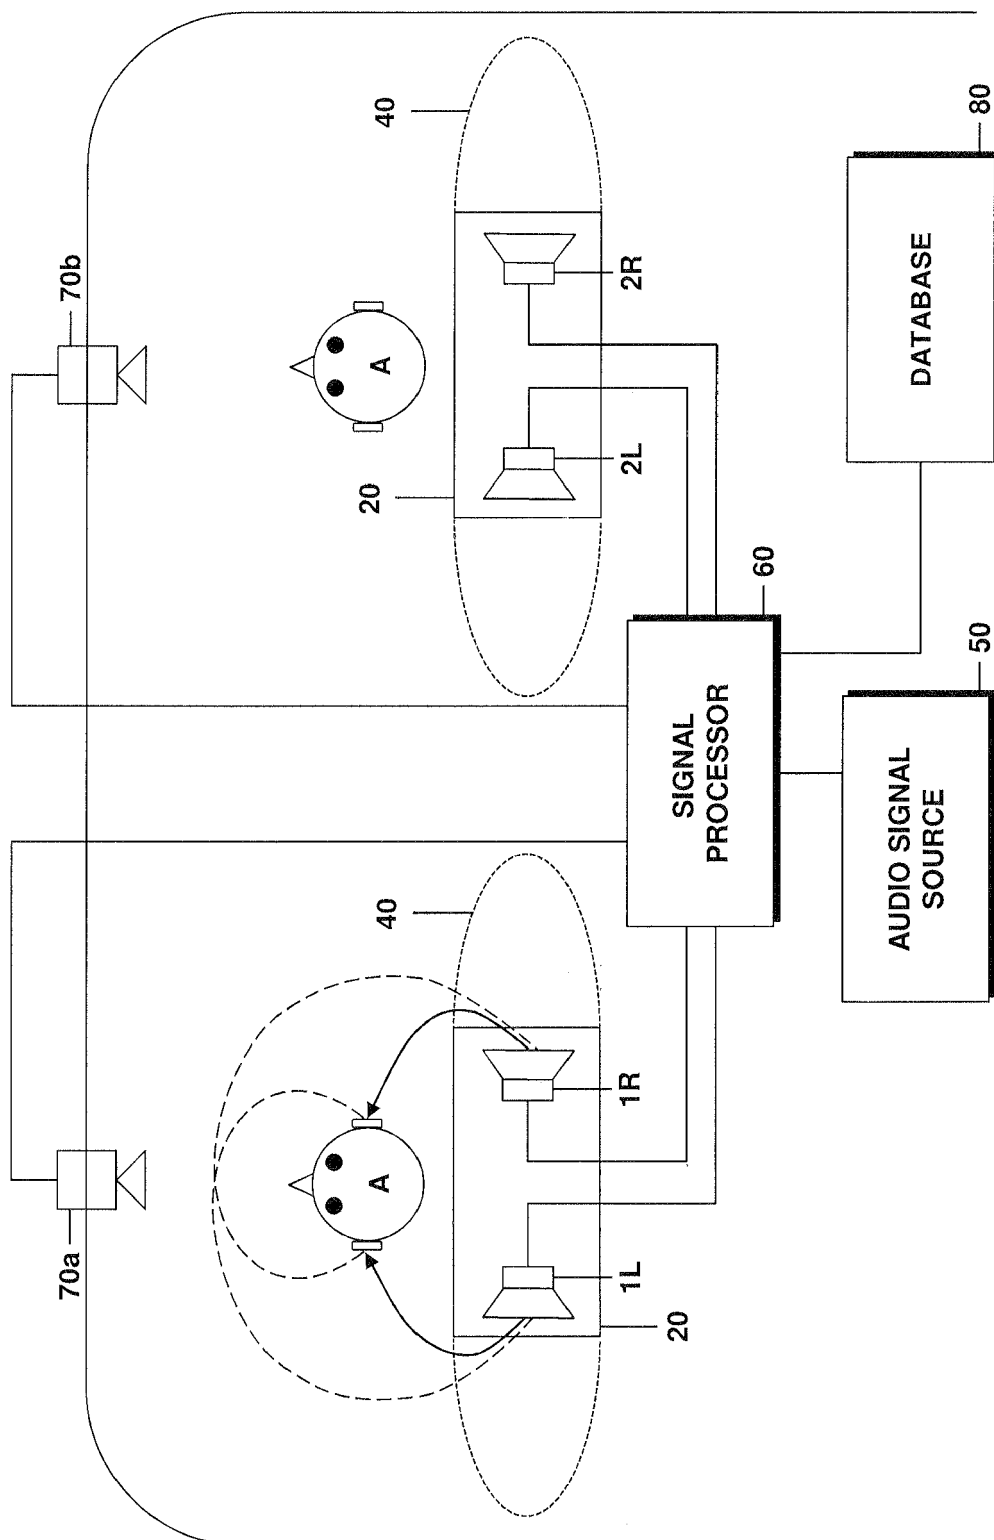 70a
70b
A
A
40
20
40
1L
1R
2L
2R
20
SIGNAL
PROCESSOR
60
AUDIO SIGNAL
SOURCE
50
DATABASE
80